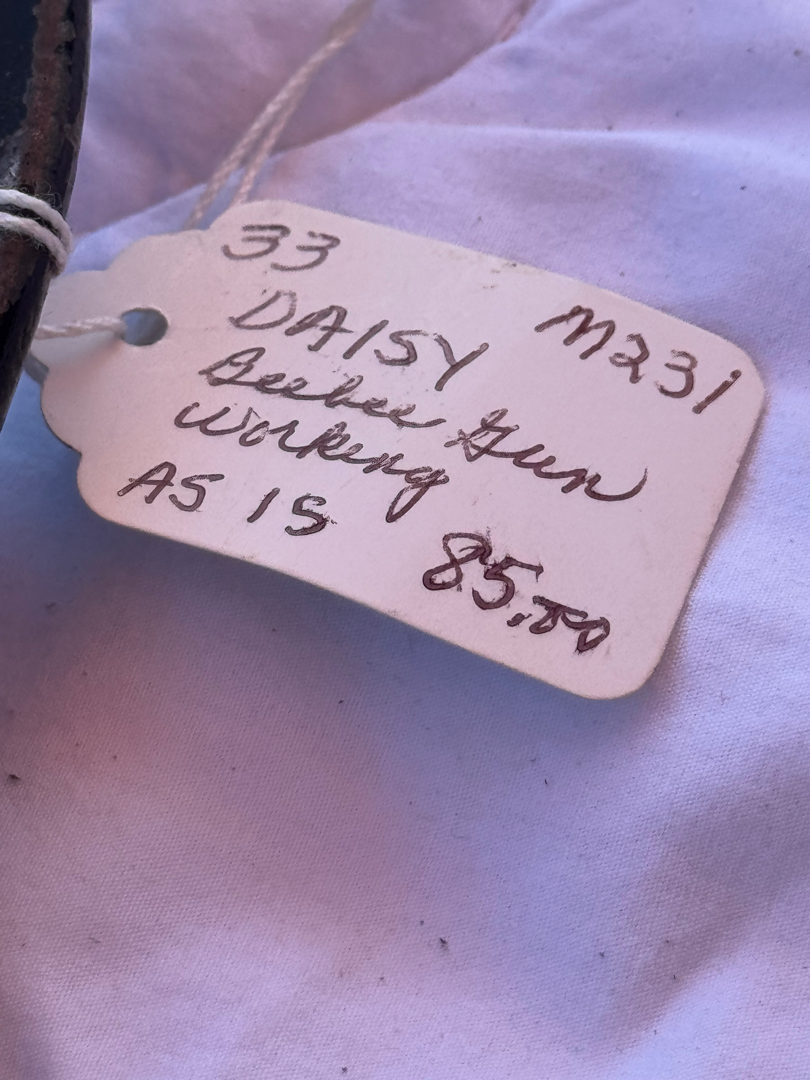 33
M231
DAISY
Beebee Gun
Working
AS IS
85.00